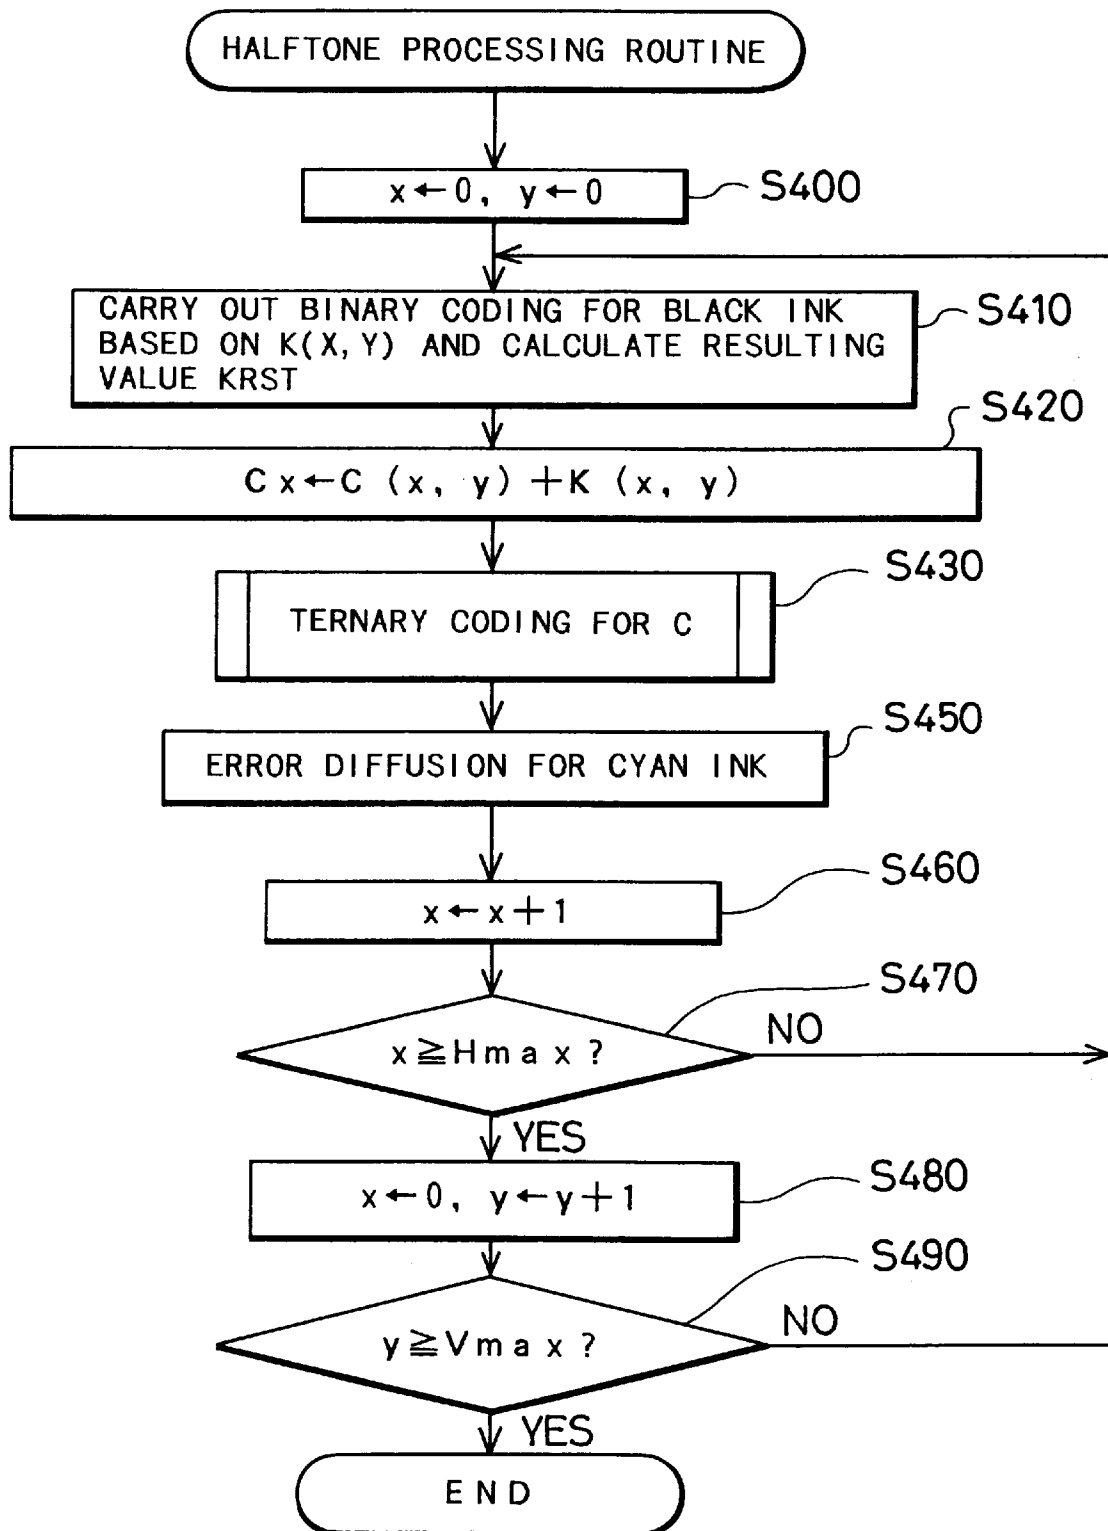 HALFTONE PROCESSING ROUTINE
x←0, y←0
S400
CARRY OUT BINARY CODING FOR BLACK INK
BASED ON K(X,Y) AND CALCULATE RESULTING
VALUE KRST
S410
S420
Cx←C (x, y) +K (x, y)
S430
TERNARY CODING FOR C
S450
ERROR DIFFUSION FOR CYAN INK
S460
x←x+1
S470
x≧Hmax?
NO
YES
x←0, y←y+1
S480
S490
y≧Vmax?
NO
YES
END